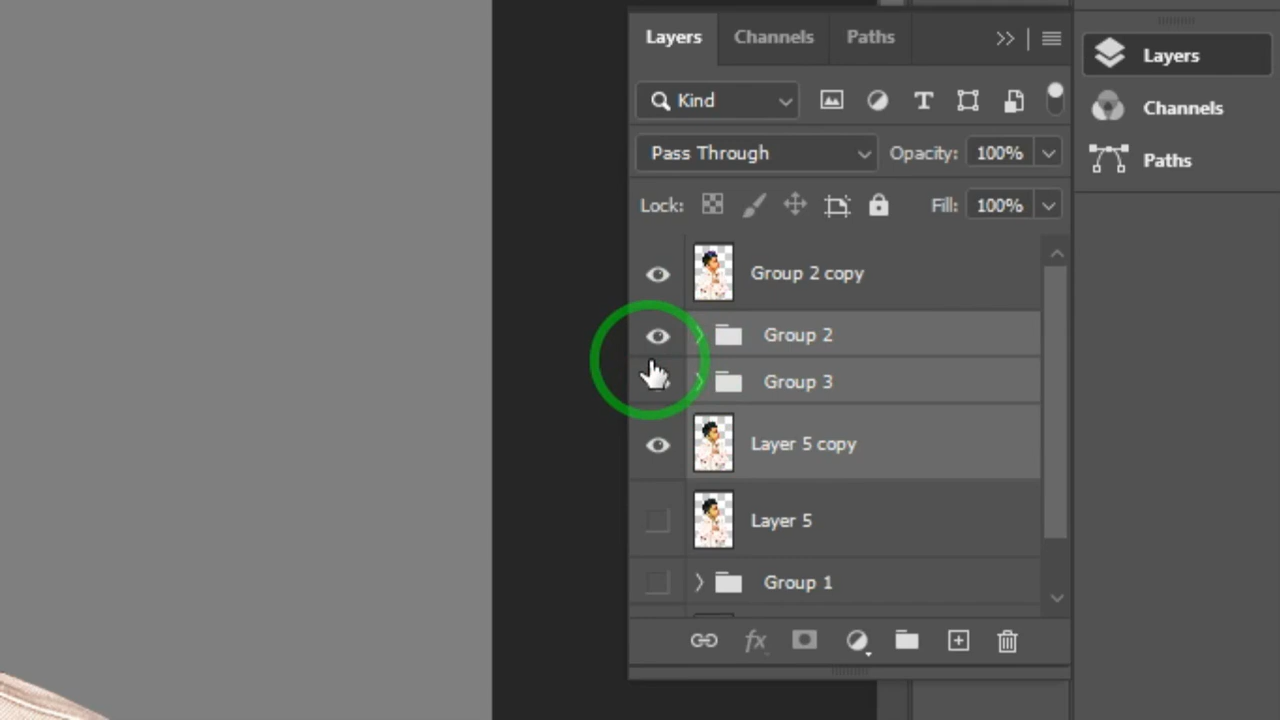 Layers Channels Paths
Kind
Pass Through Opacity: 100%
Lock: Fill: 100%
Group 2 copy
Group 2
Group 3
Layer 5 copy
Layer 5
Group 1
fx
Layers
Channels
Paths